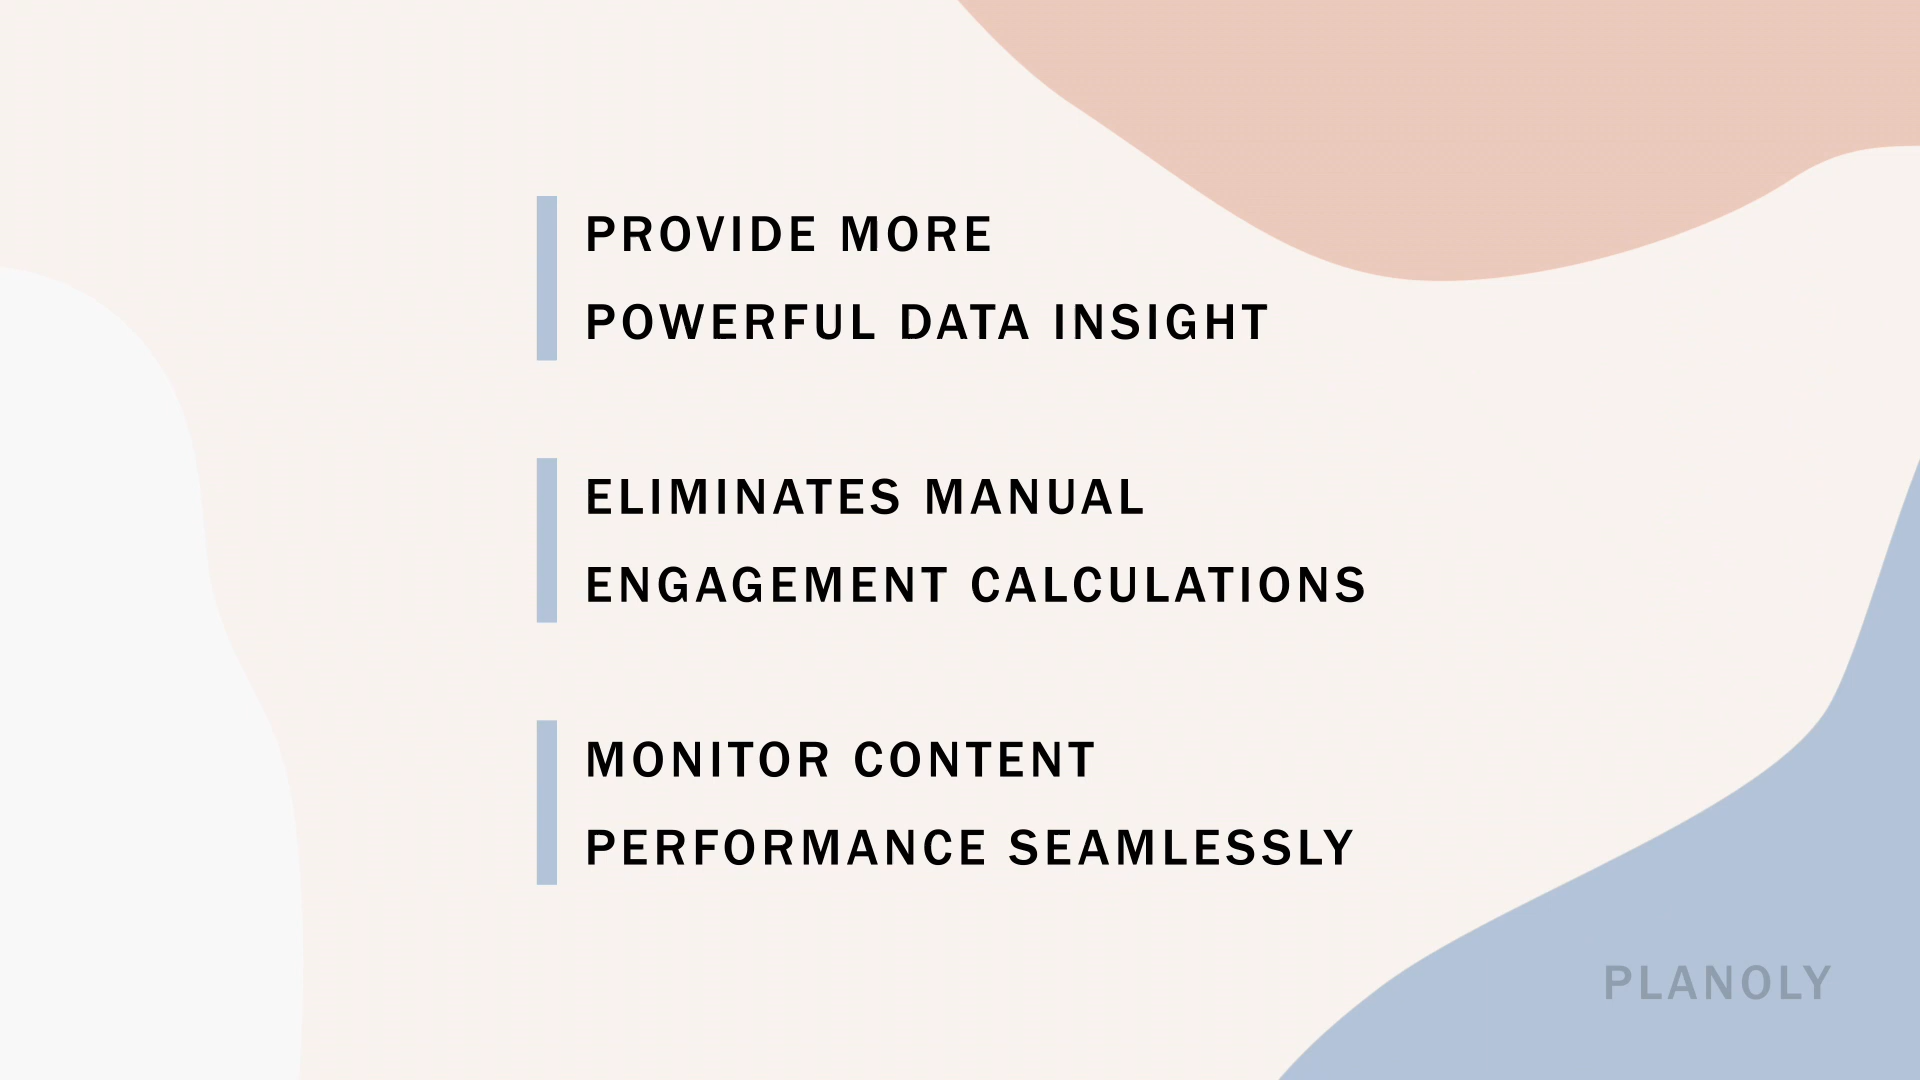 PROVIDE MORE
POWERFUL DATA INSIGHT
ELIMINATES MANUAL
ENGAGEMENT CALCULATIONS
MONITOR CONTENT
PERFORMANCE SEAMLESSLY
PLANOLY